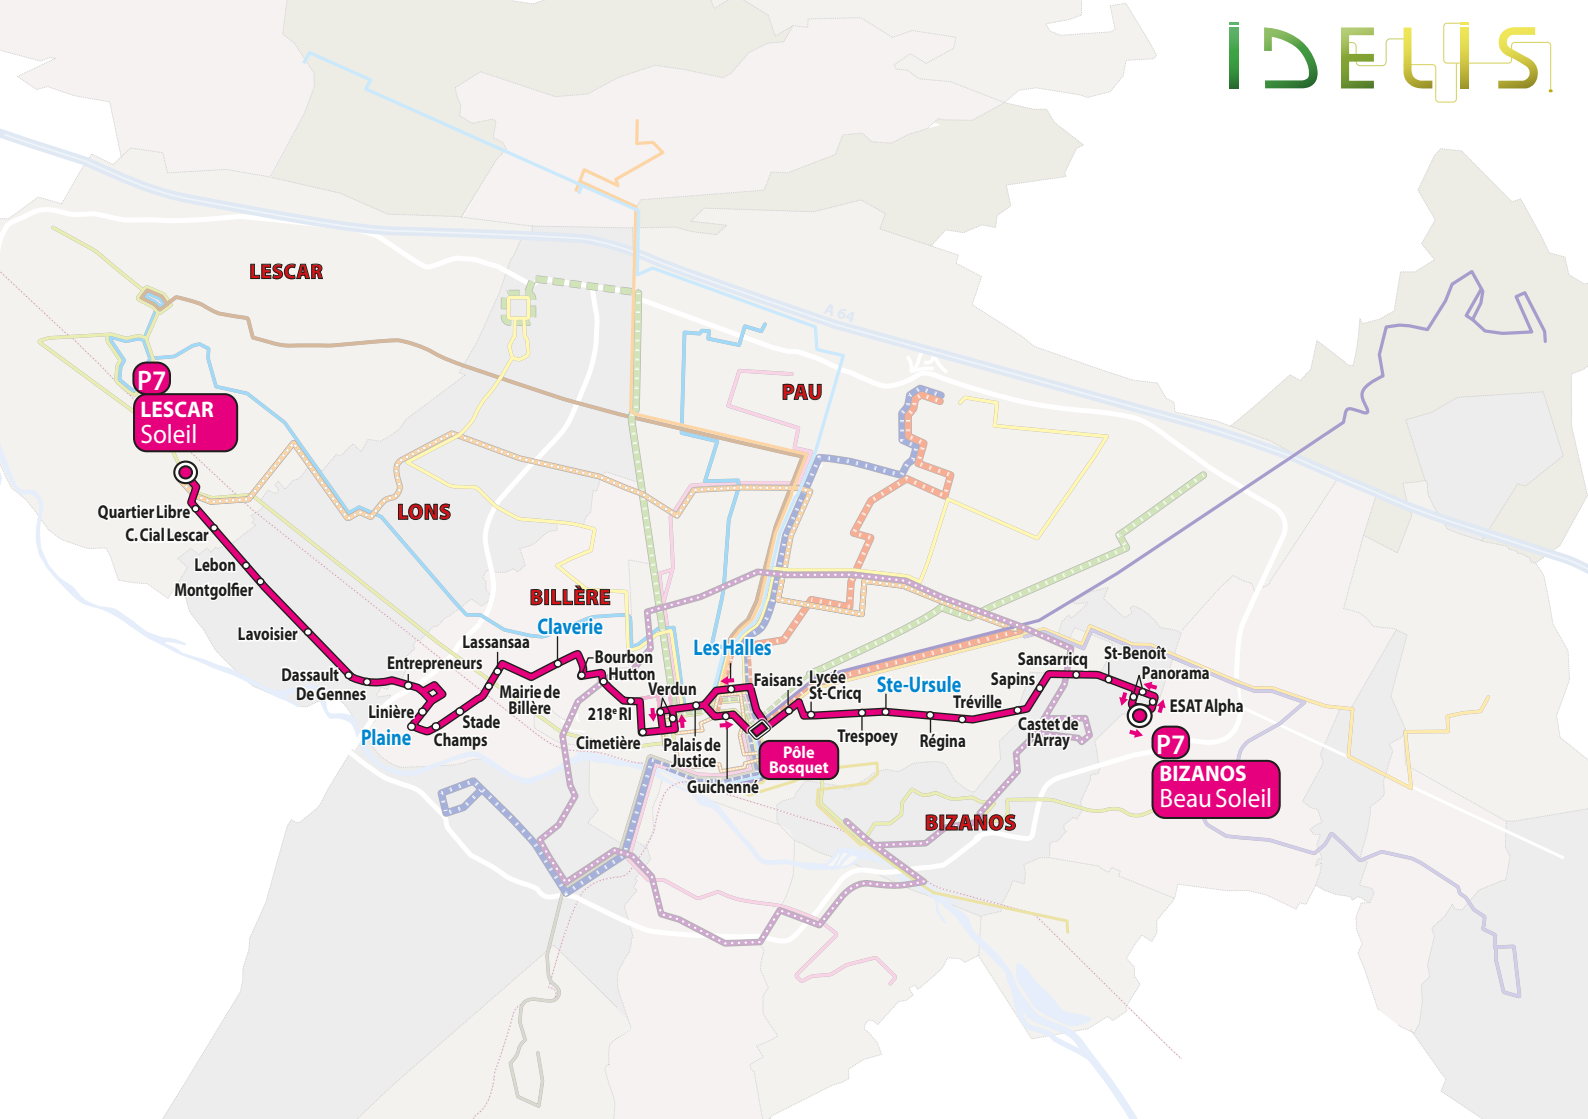 IDELIS
LESCAR
A 64
P7
LESCAR
Soleil
PAU
Quartier Libre
C. Cial Lescar
LONS
Lebon
Montgolfier
BILLÈRE
Lavoisier
Claverie
Lassansaa
Les Halles
Entrepreneurs
Bourbon
Hutton
Dassault
De Gennes
Mairie de
Billère
Verdun
Faisans
Lycée
St-Cricq
Ste-Ursule
Sansarricq
Sapins
St-Benoît
Panorama
ESAT Alpha
Tréville
Linière
Plaine
Stade
Champs
218e RI
Cimetière
Palais de
Justice
Guichenné
Pôle
Bosquet
Trespoey
Régina
Castet de
l'Array
P7
BIZANOS
Beau Soleil
BIZANOS